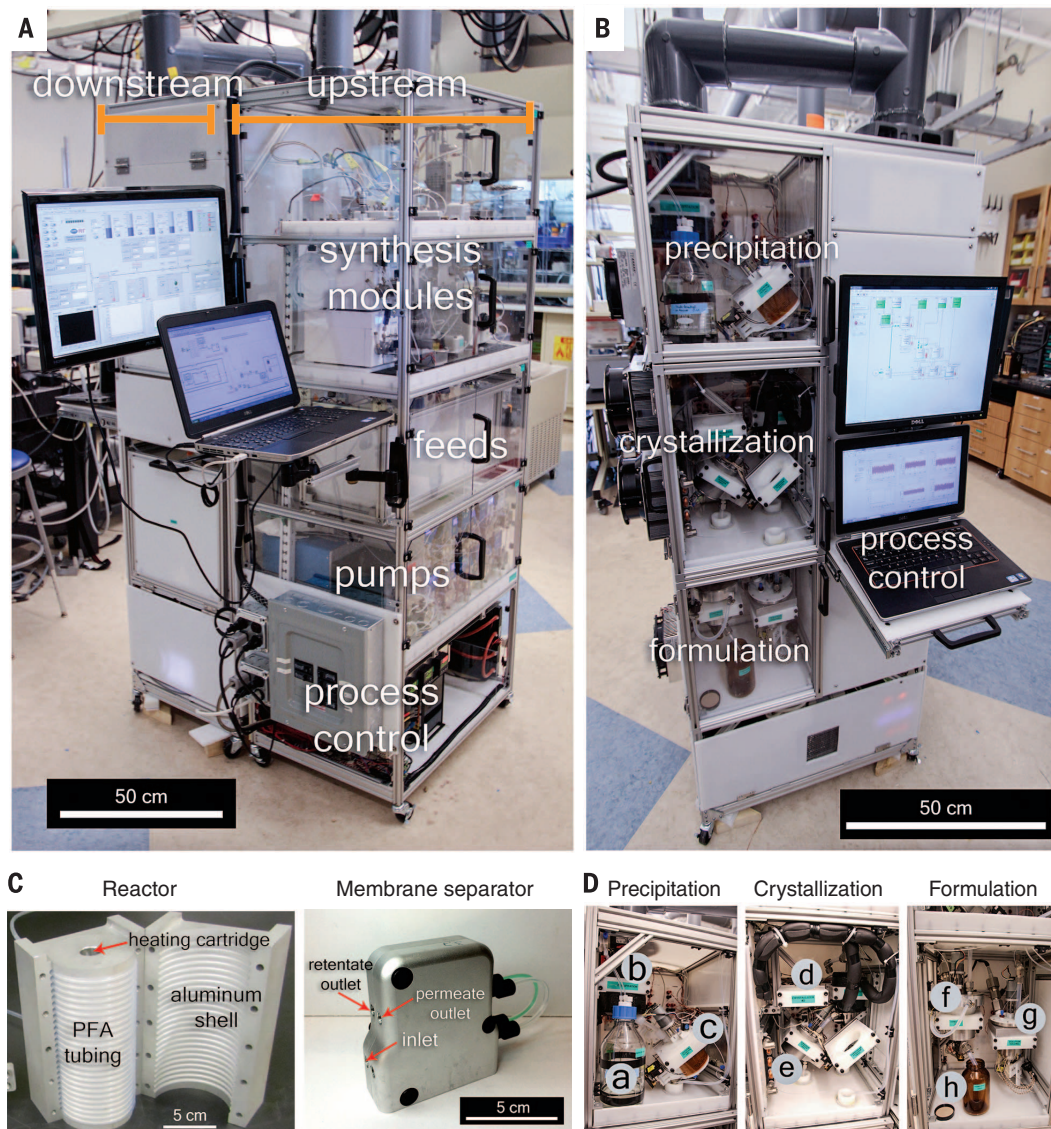 A
downstream
upstream
synthesis
modules
feeds
pumps
process
control
50 cm
B
precipitation
crystallization
DELL
process
control
formulation
50 cm
C
Reactor
heating cartridge
PFA
tubing
aluminum
shell
5 cm
Membrane separator
retentate
outlet
permeate
outlet
inlet
5 cm
D
Precipitation
Crystallization
Formulation
b
c
a
d
e
f
g
h